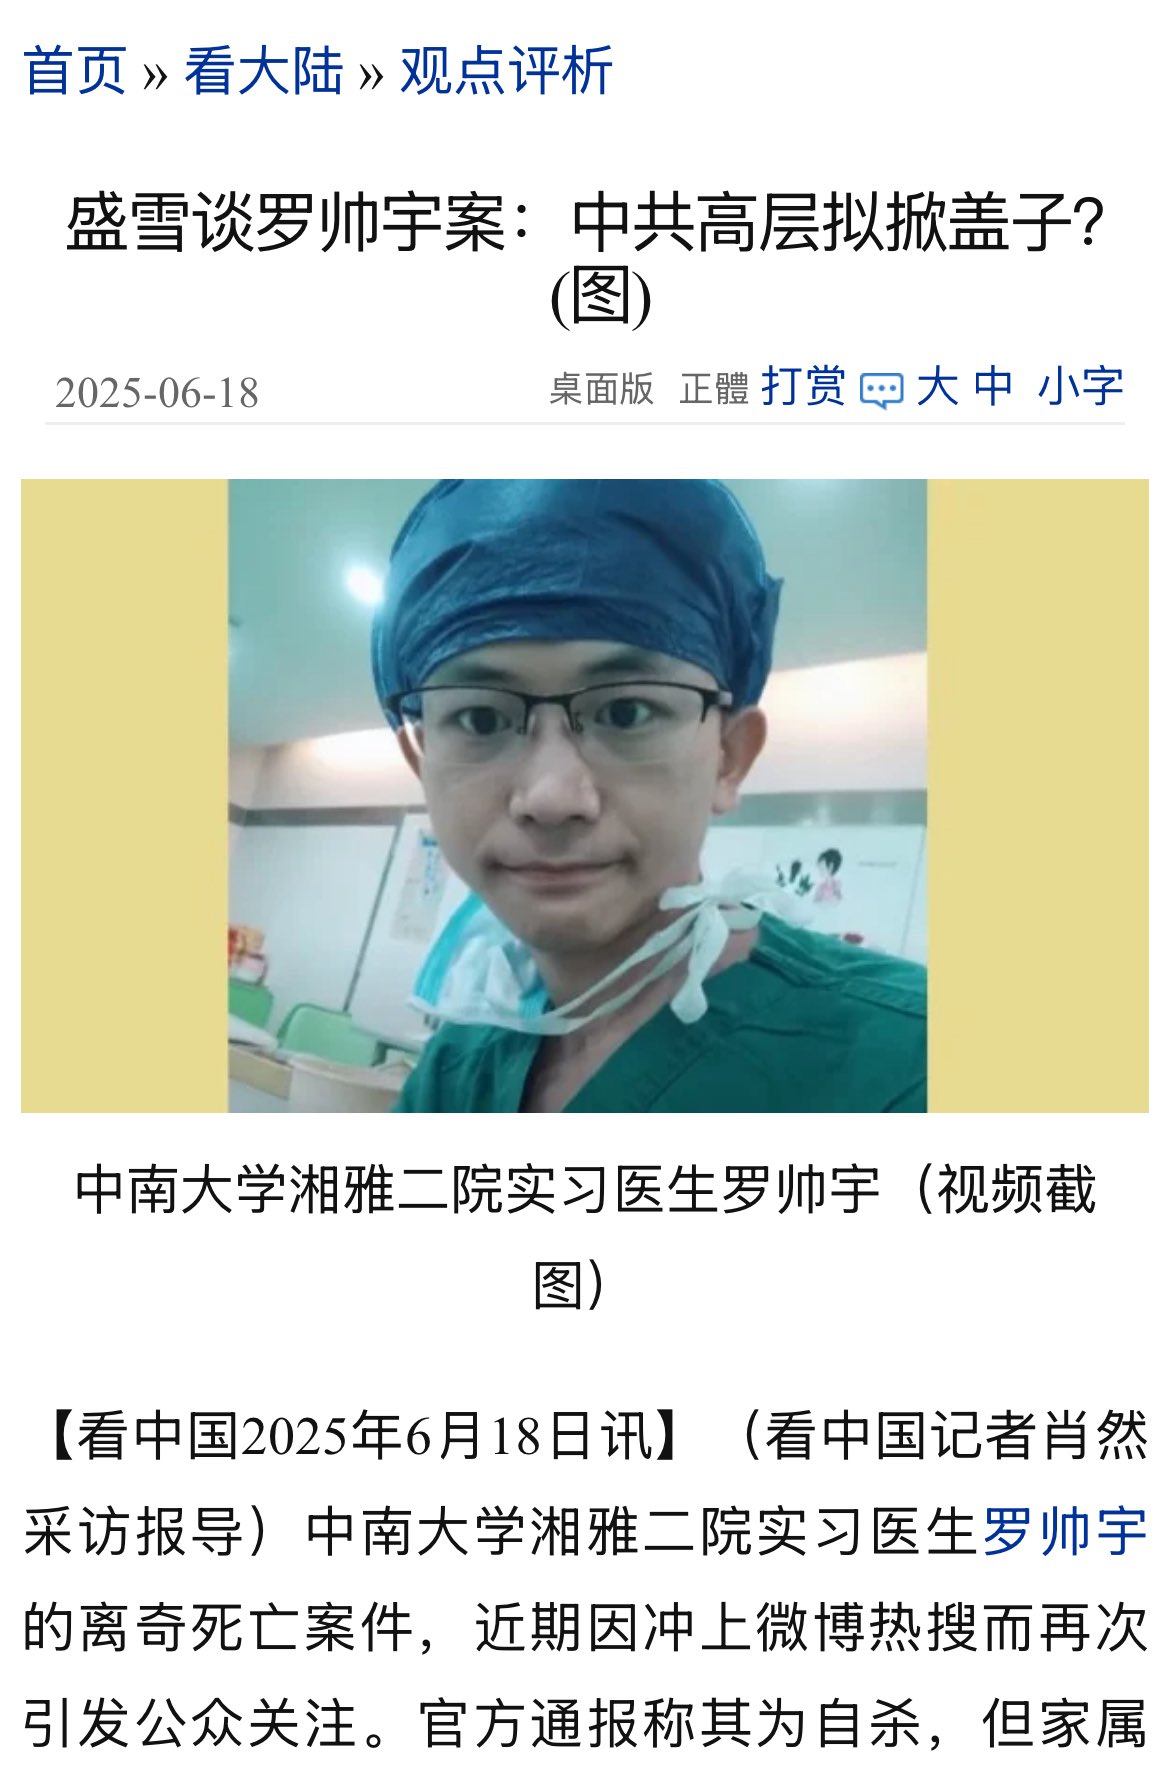 首页 » 看大陆 » 观点评析
盛雪谈罗帅宇案：中共高层拟掀盖子？
(图)
2025-06-18 桌面版 正體 打赏 大 中 小字
中南大学湘雅二院实习医生罗帅宇（视频截
图）
【看中国2025年6月18日讯】（看中国记者肖然
采访报导）中南大学湘雅二院实习医生罗帅宇
的离奇死亡案件，近期因冲上微博热搜而再次
引发公众关注。官方通报称其为自杀，但家属